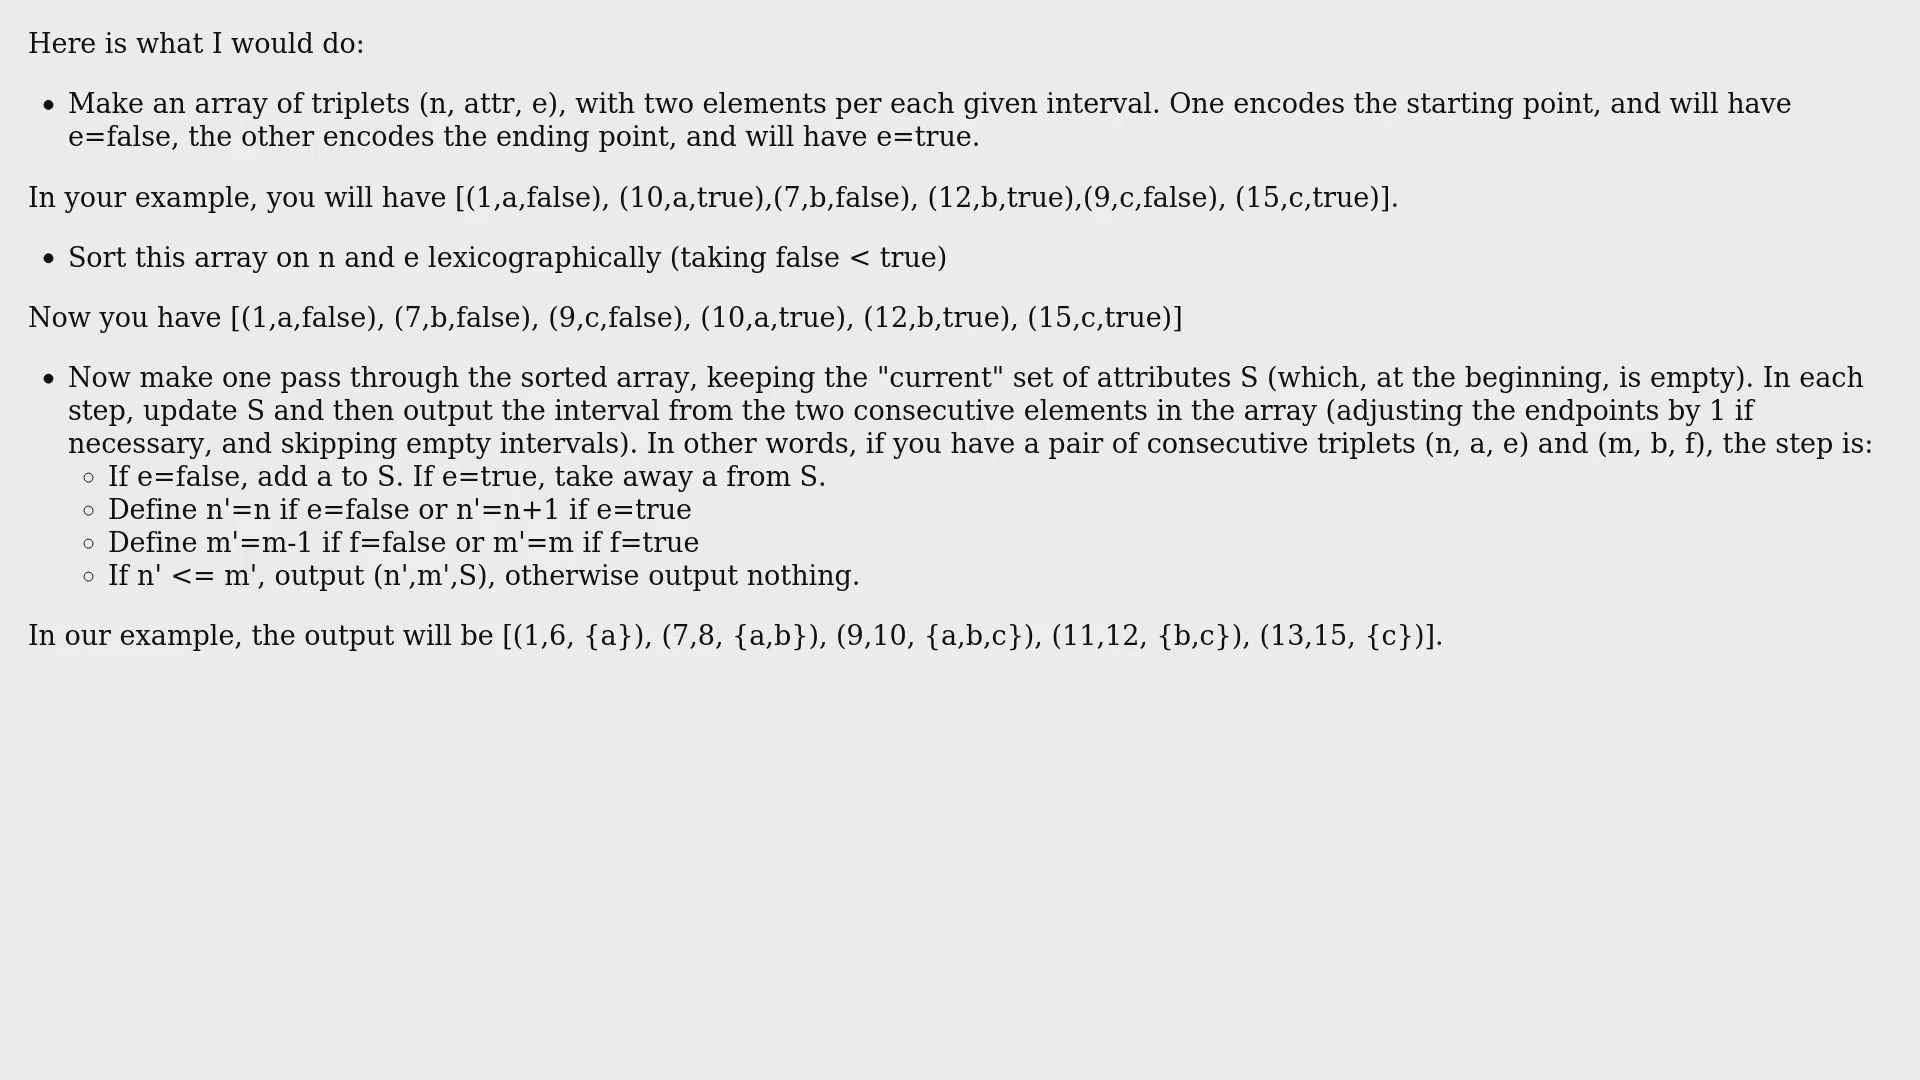 Here is what I would do:
• Make an array of triplets (n, attr, e), with two elements per each given interval. One encodes the starting point, and will have
e=false, the other encodes the ending point, and will have e=true.
In your example, you will have [(1,a,false), (10,a,true),(7,b,false), (12,b,true),(9,c,false), (15,c,true)].
• Sort this array on n and e lexicographically (taking false < true)
Now you have [(1,a,false), (7,b,false), (9,c,false), (10,a,true), (12,b,true), (15,c,true)]
• Now make one pass through the sorted array, keeping the "current" set of attributes S (which, at the beginning, is empty). In each
step, update S and then output the interval from the two consecutive elements in the array (adjusting the endpoints by 1 if
necessary, and skipping empty intervals). In other words, if you have a pair of consecutive triplets (n, a, e) and (m, b, f), the step is:
◦ If e=false, add a to S. If e=true, take away a from S.
◦ Define n'=n if e=false or n'=n+1 if e=true
◦ Define m'=m-1 if f=false or m'=m if f=true
◦ If n' <= m', output (n',m',S), otherwise output nothing.
In our example, the output will be [(1,6, {a}), (7,8, {a,b}), (9,10, {a,b,c}), (11,12, {b,c}), (13,15, {c})].